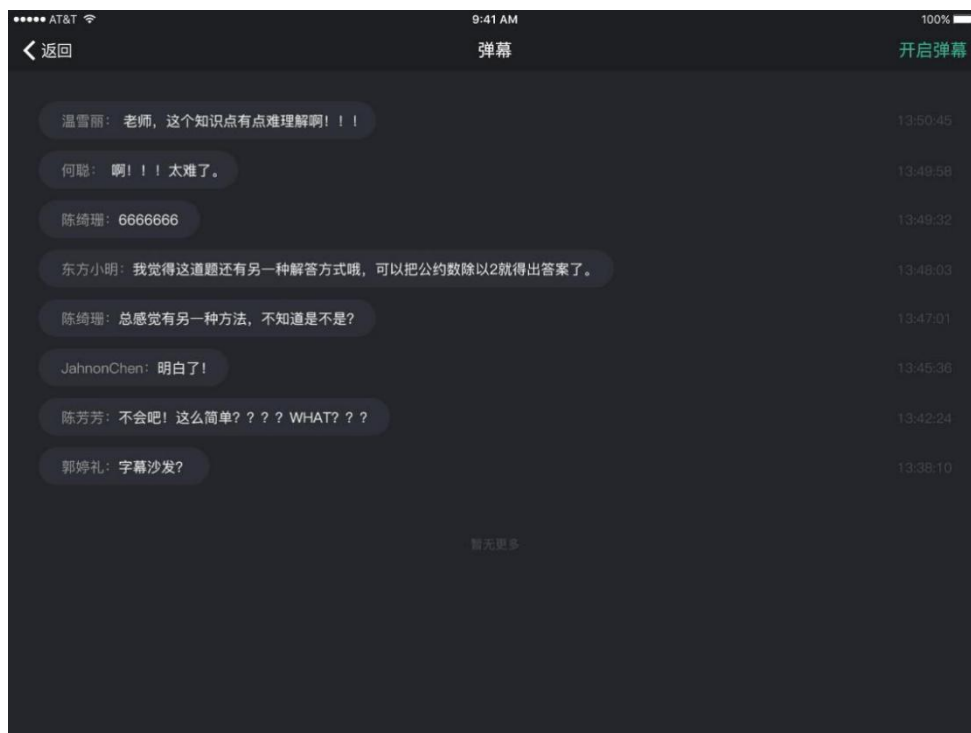 AT&T 9:41 AM 100%
返回 弹幕 开启弹幕
温雪丽： 老师，这个知识点有点难理解啊！！！ 13:50:45
何聪： 啊！！！太难了。 13:49:58
陈绮珊：6666666 13:49:32
东方小明：我觉得这道题还有另一种解答方式哦，可以把公约数除以2就得出答案了。 13:48:03
陈绮珊：总感觉有另一种方法，不知道是不是？ 13:47:01
JahnonChen：明白了！ 13:45:36
陈芳芳：不会吧！这么简单？？？？WHAT？？？ 13:42:24
郭婷礼：字幕沙发？ 13:38:10
暂无更多